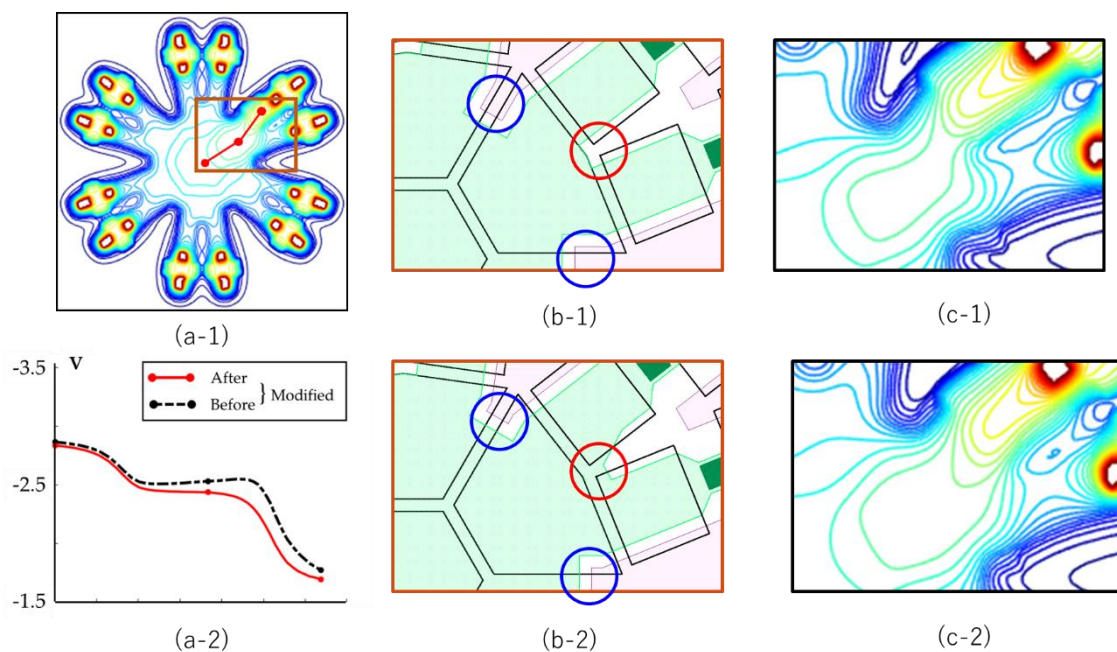 (a-1)
(b-1)
(c-1)
-3.5
V
After
Before
} Modified
-2.5
-1.5
(a-2)
(b-2)
(c-2)